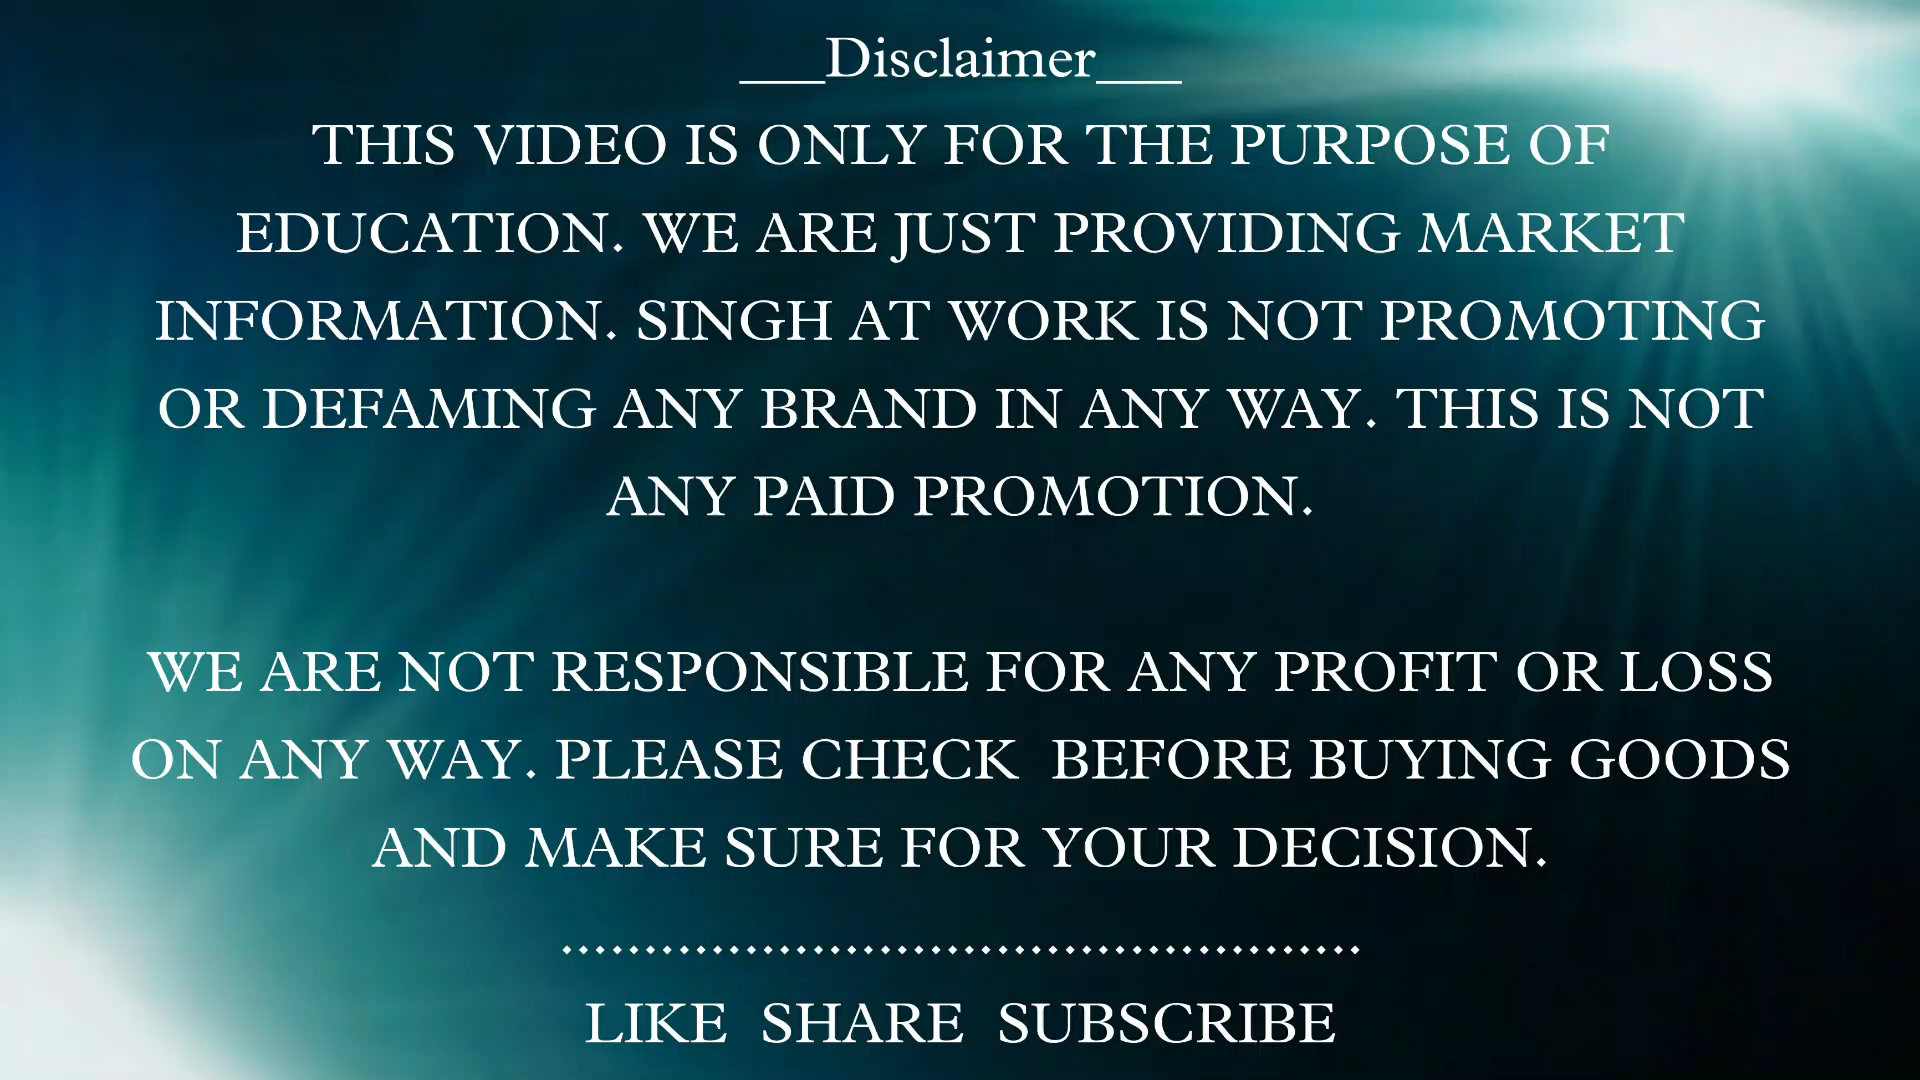 ___Disclaimer___
THIS VIDEO IS ONLY FOR THE PURPOSE OF
EDUCATION. WE ARE JUST PROVIDING MARKET
INFORMATION. SINGH AT WORK IS NOT PROMOTING
OR DEFAMING ANY BRAND IN ANY WAY. THIS IS NOT
ANY PAID PROMOTION.
WE ARE NOT RESPONSIBLE FOR ANY PROFIT OR LOSS
ON ANY WAY. PLEASE CHECK  BEFORE BUYING GOODS
AND MAKE SURE FOR YOUR DECISION.
................................................
LIKE  SHARE  SUBSCRIBE